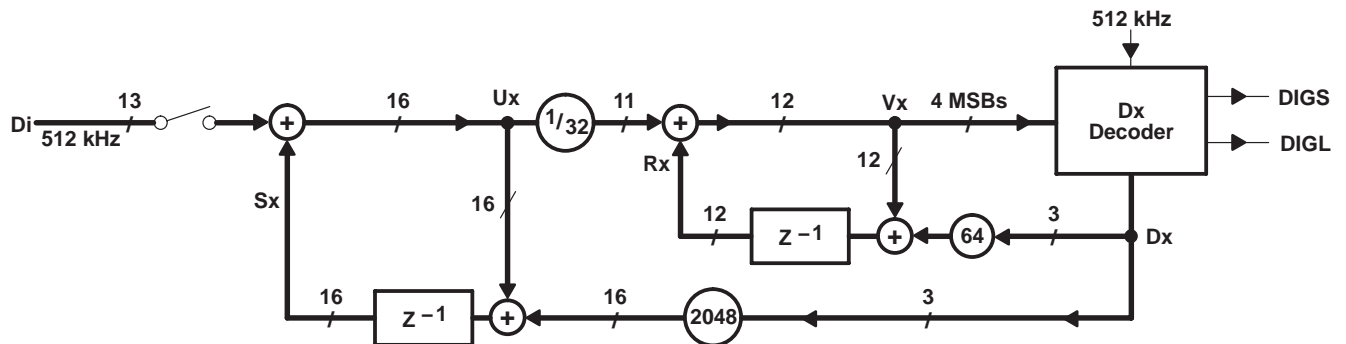 512 kHz
13
16
Ux
1/32
11
12
Vx
4 MSBs
Di
512 kHz
+
+
Dx
Decoder
DIGS
DIGL
Rx
12
Sx
16
12
Z −1
+
64
3
Dx
16
Z −1
+
16
2048
3